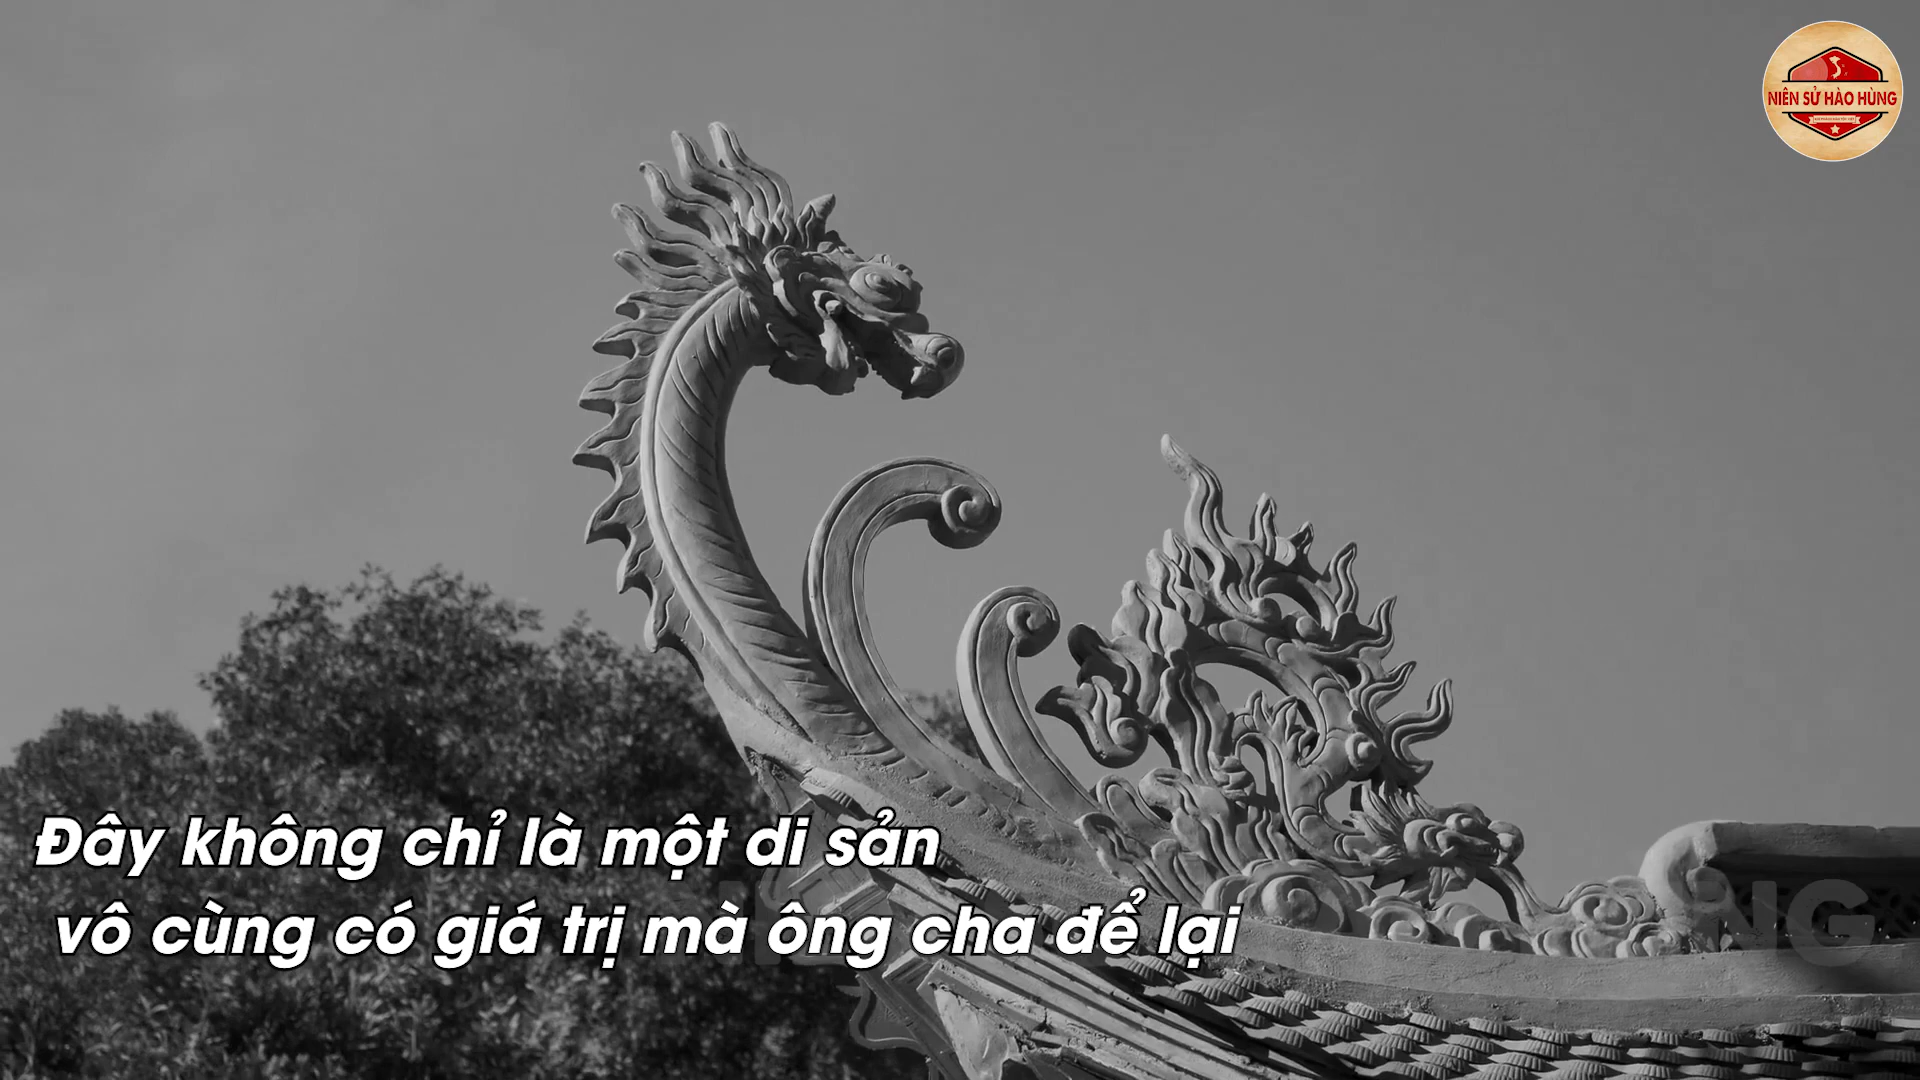 NIÊN SỬ HÀO HÙNG
Đây không chỉ là một di sản
vô cùng có giá trị mà ông cha để lại
NG